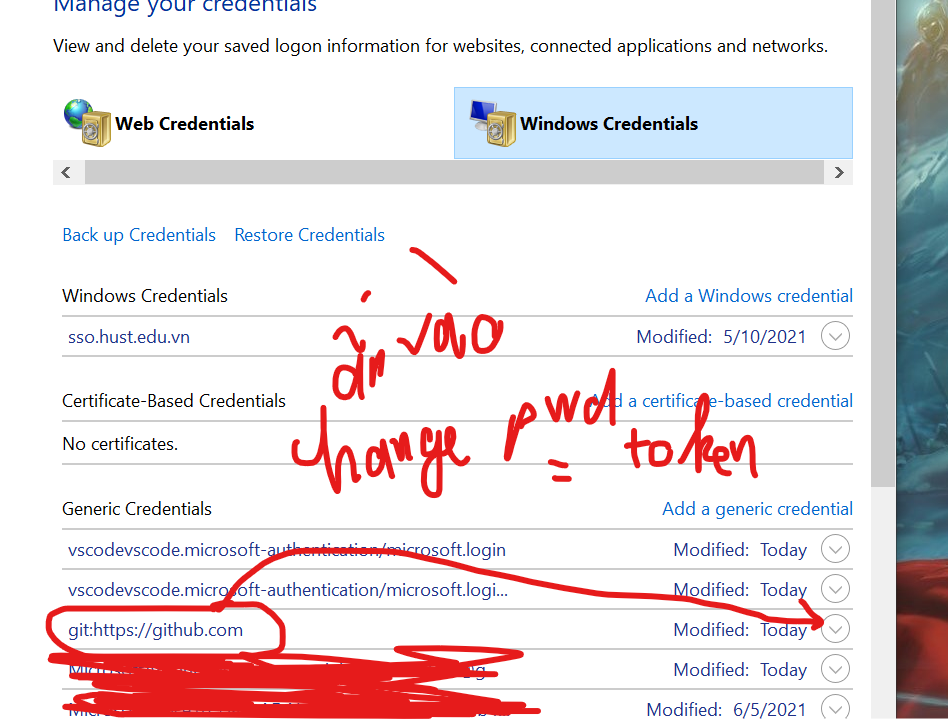 Manage your credentials
View and delete your saved logon information for websites, connected applications and networks.
Web Credentials
Windows Credentials
Back up Credentials Restore Credentials
Windows Credentials Add a Windows credential
sso.hust.edu.vn Modified: 5/10/2021
ấn vào
Certificate-Based Credentials Add a certificate-based credential
change pwd = token
No certificates.
Generic Credentials Add a generic credential
vscodevscode.microsoft-authentication/microsoft.login Modified: Today
vscodevscode.microsoft-authentication/microsoft.logi... Modified: Today
git:https://github.com Modified: Today
Modified: Today
Modified: 6/5/2021